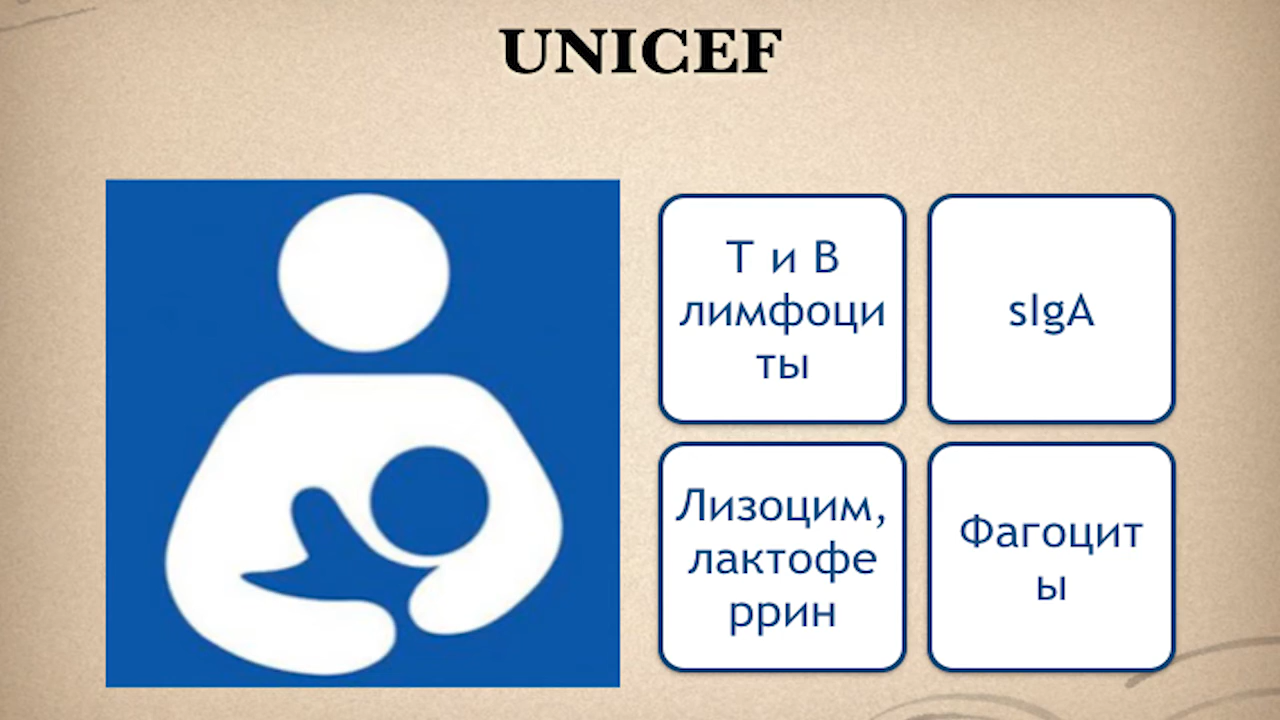 UNICEF
Т и В
лимфоци
ты
sIgA
Лизоцим,
лактофе
ррин
Фагоцит
ы